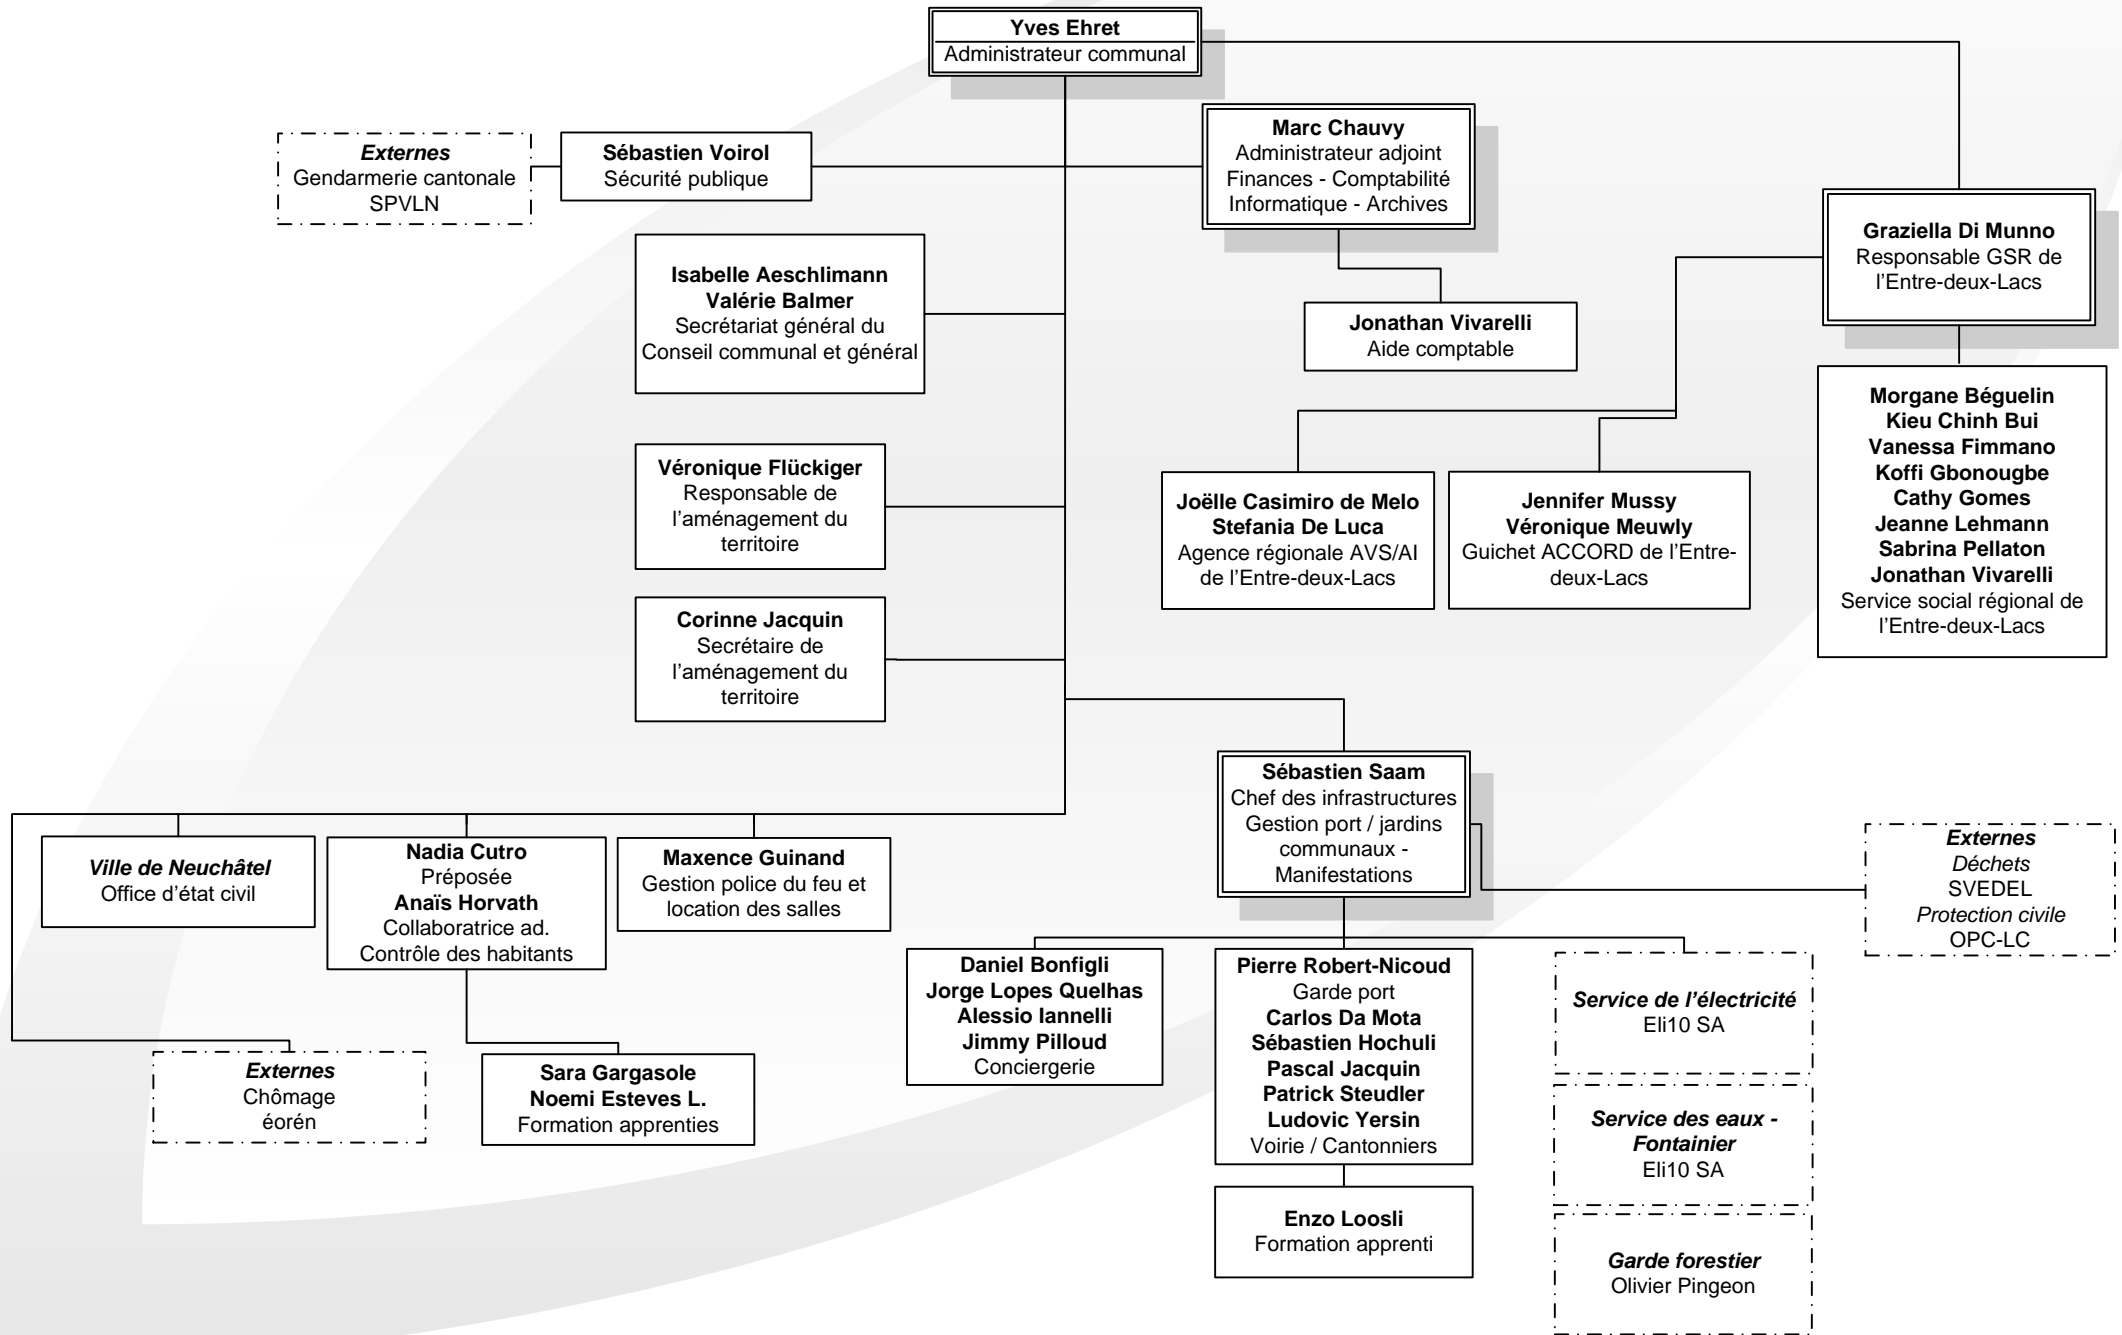 Yves Ehret
Administrateur communal
Externes
Gendarmerie cantonale
SPVLN
Sébastien Voirol
Sécurité publique
Marc Chauvy
Administrateur adjoint
Finances - Comptabilité
Informatique - Archives
Graziella Di Munno
Responsable GSR de
l'Entre-deux-Lacs
Isabelle Aeschlimann
Valérie Balmer
Secrétariat général du
Conseil communal et général
Jonathan Vivarelli
Aide comptable
Morgane Béguelin
Kieu Chinh Bui
Vanessa Fimmano
Koffi Gbonougbe
Cathy Gomes
Jeanne Lehmann
Sabrina Pellaton
Jonathan Vivarelli
Service social régional de
l'Entre-deux-Lacs
Véronique Flückiger
Responsable de
l'aménagement du
territoire
Joëlle Casimiro de Melo
Stefania De Luca
Agence régionale AVS/AI
de l'Entre-deux-Lacs
Jennifer Mussy
Véronique Meuwly
Guichet ACCORD de l'Entre-
deux-Lacs
Corinne Jacquin
Secrétaire de
l'aménagement du
territoire
Sébastien Saam
Chef des infrastructures
Gestion port / jardins
communaux -
Manifestations
Ville de Neuchâtel
Office d'état civil
Nadia Cutro
Préposée
Anaïs Horvath
Collaboratrice ad.
Contrôle des habitants
Maxence Guinand
Gestion police du feu et
location des salles
Externes
Déchets
SVEDEL
Protection civile
OPC-LC
Daniel Bonfigli
Jorge Lopes Quelhas
Alessio Iannelli
Jimmy Pilloud
Conciergerie
Pierre Robert-Nicoud
Garde port
Carlos Da Mota
Sébastien Hochuli
Pascal Jacquin
Patrick Steudler
Ludovic Yersin
Voirie / Cantonniers
Service de l'électricité
Eli10 SA
Externes
Chômage
éorén
Sara Gargasole
Noemi Esteves L.
Formation apprenties
Service des eaux -
Fontainier
Eli10 SA
Enzo Loosli
Formation apprenti
Garde forestier
Olivier Pingeon